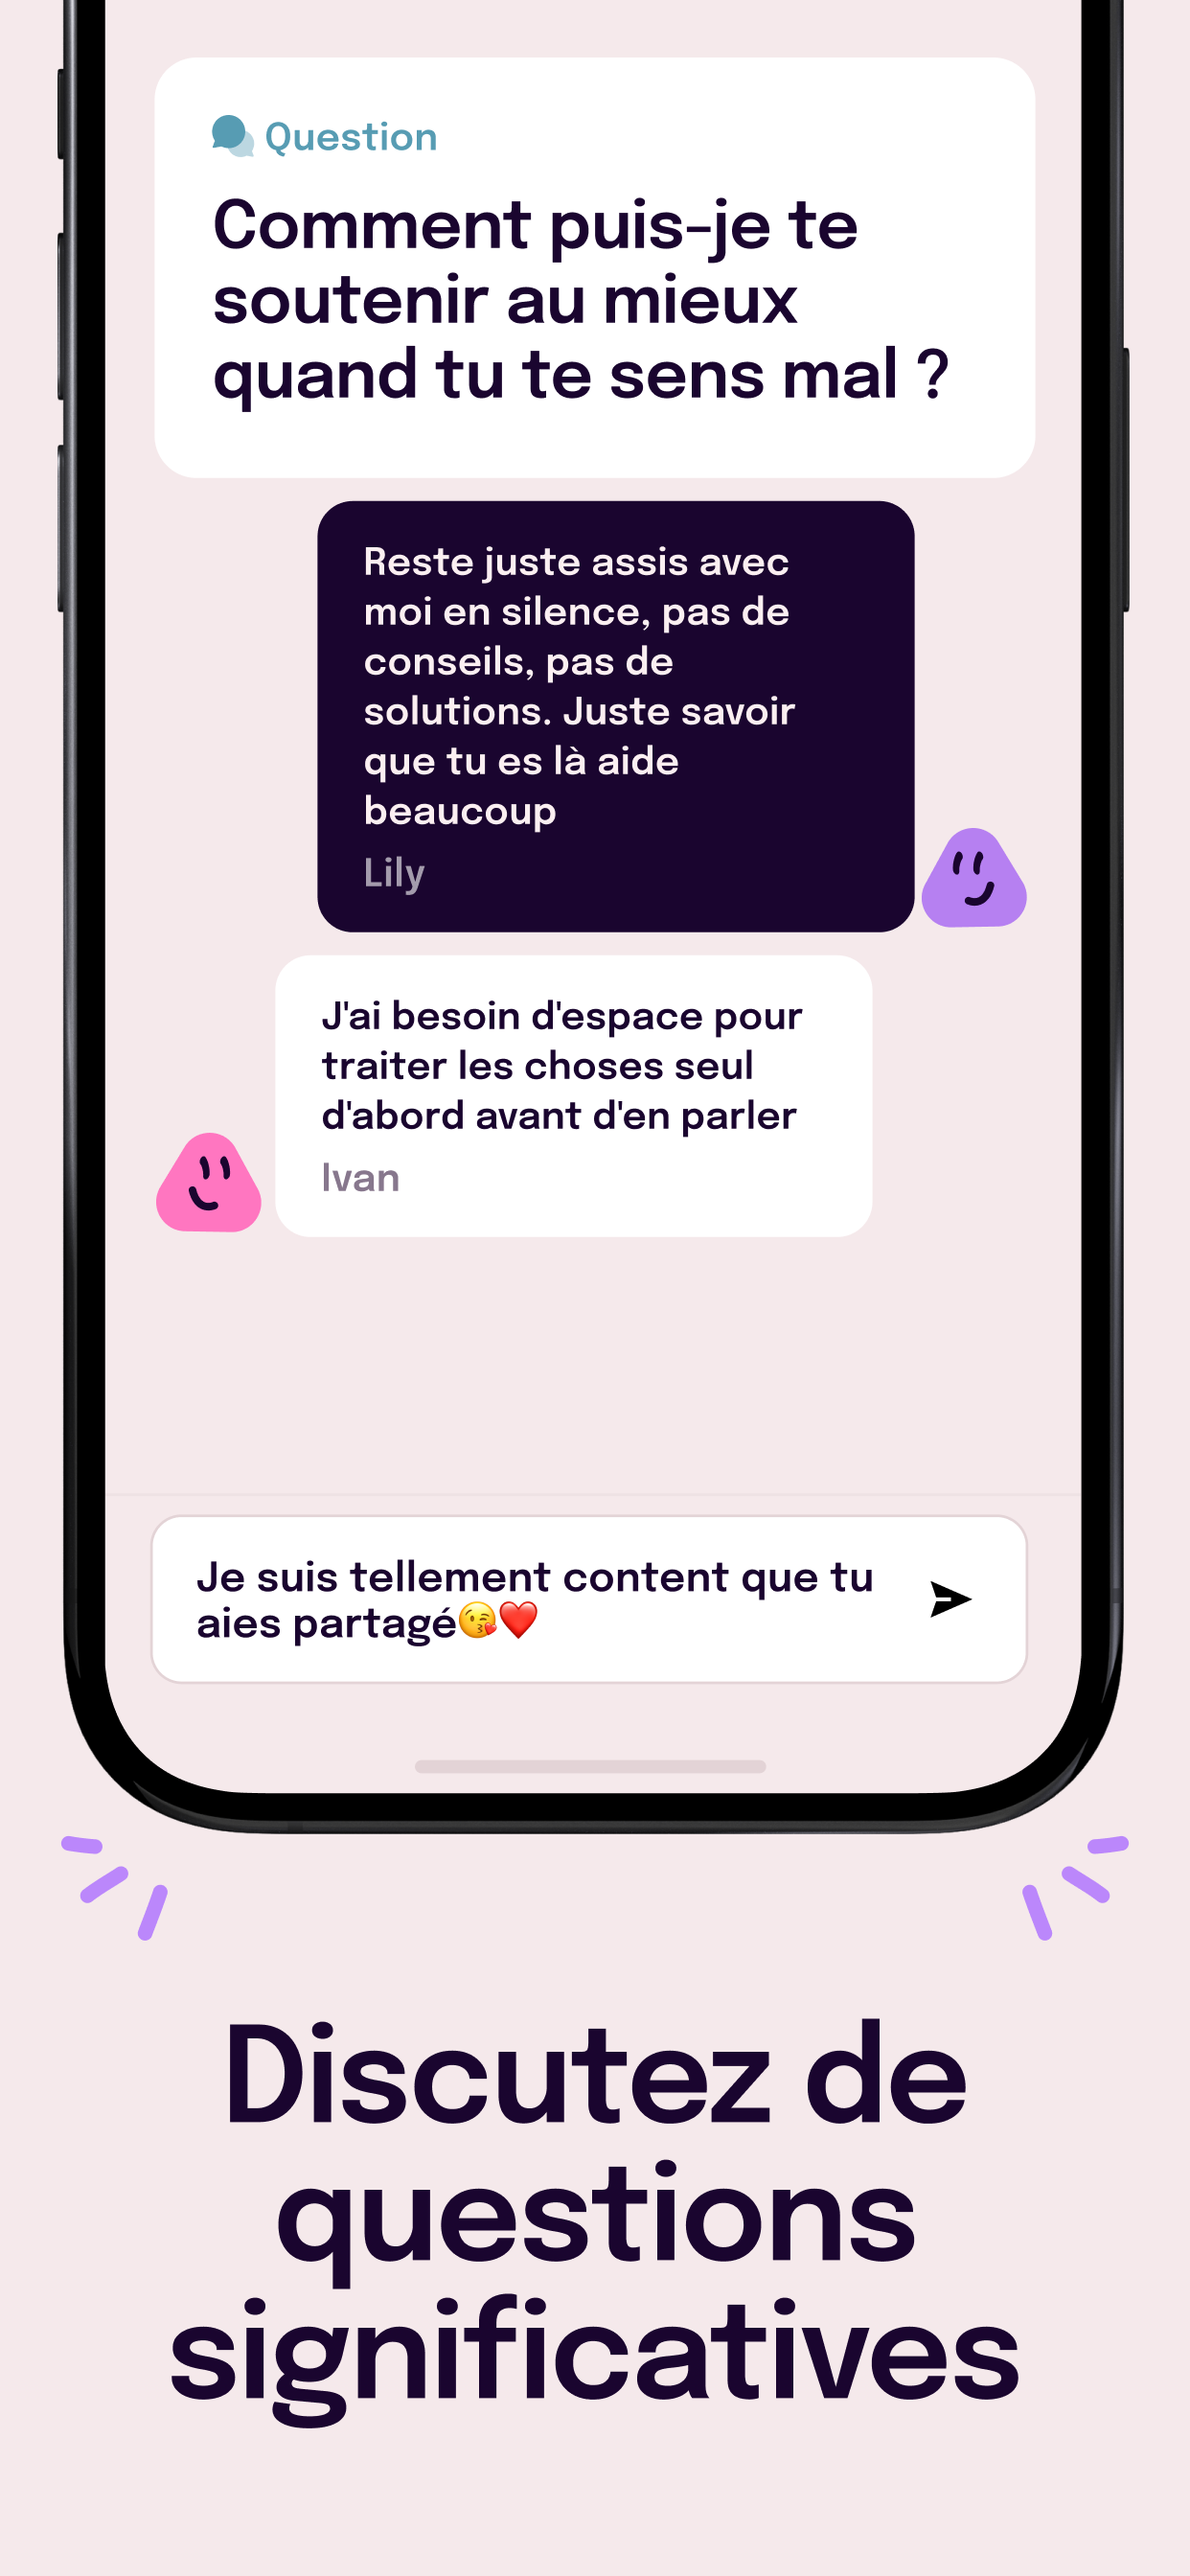 Question
Comment puis-je te
soutenir au mieux
quand tu te sens mal ?
Reste juste assis avec
moi en silence, pas de
conseils, pas de
solutions. Juste savoir
que tu es là aide
beaucoup
Lily
J'ai besoin d'espace pour
traiter les choses seul
d'abord avant d'en parler
Ivan
Je suis tellement content que tu
aies partagé😘❤️
Discutez de
questions
significatives